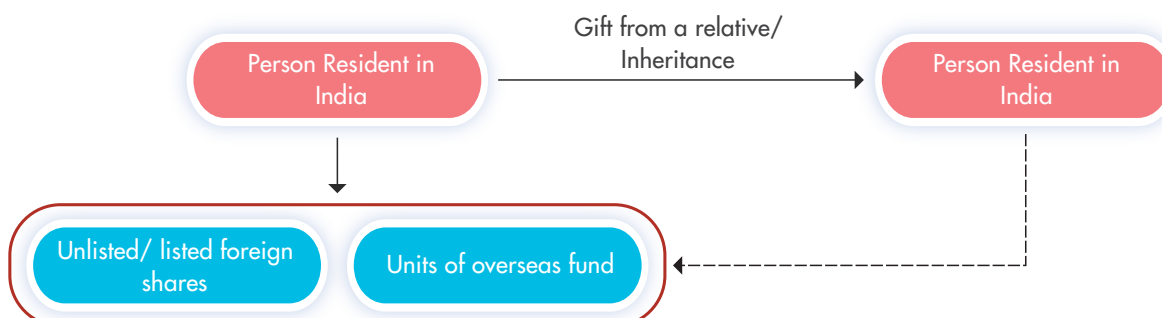 Gift from a relative/
Inheritance
Person Resident in
India
Person Resident in
India
Unlisted/ listed foreign
shares
Units of overseas fund